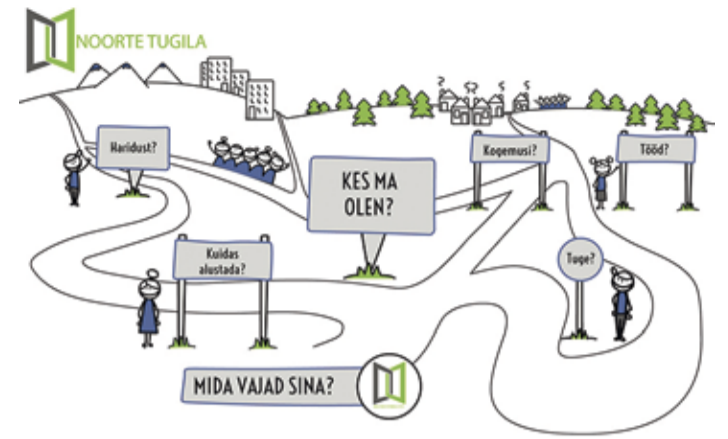 NOORTE TUGILA
Haridust?
Kogemusi?
Tööd?
KES MA
OLEN?
Kuidas
alustada?
Tuge?
MIDA VAJAD SINA?